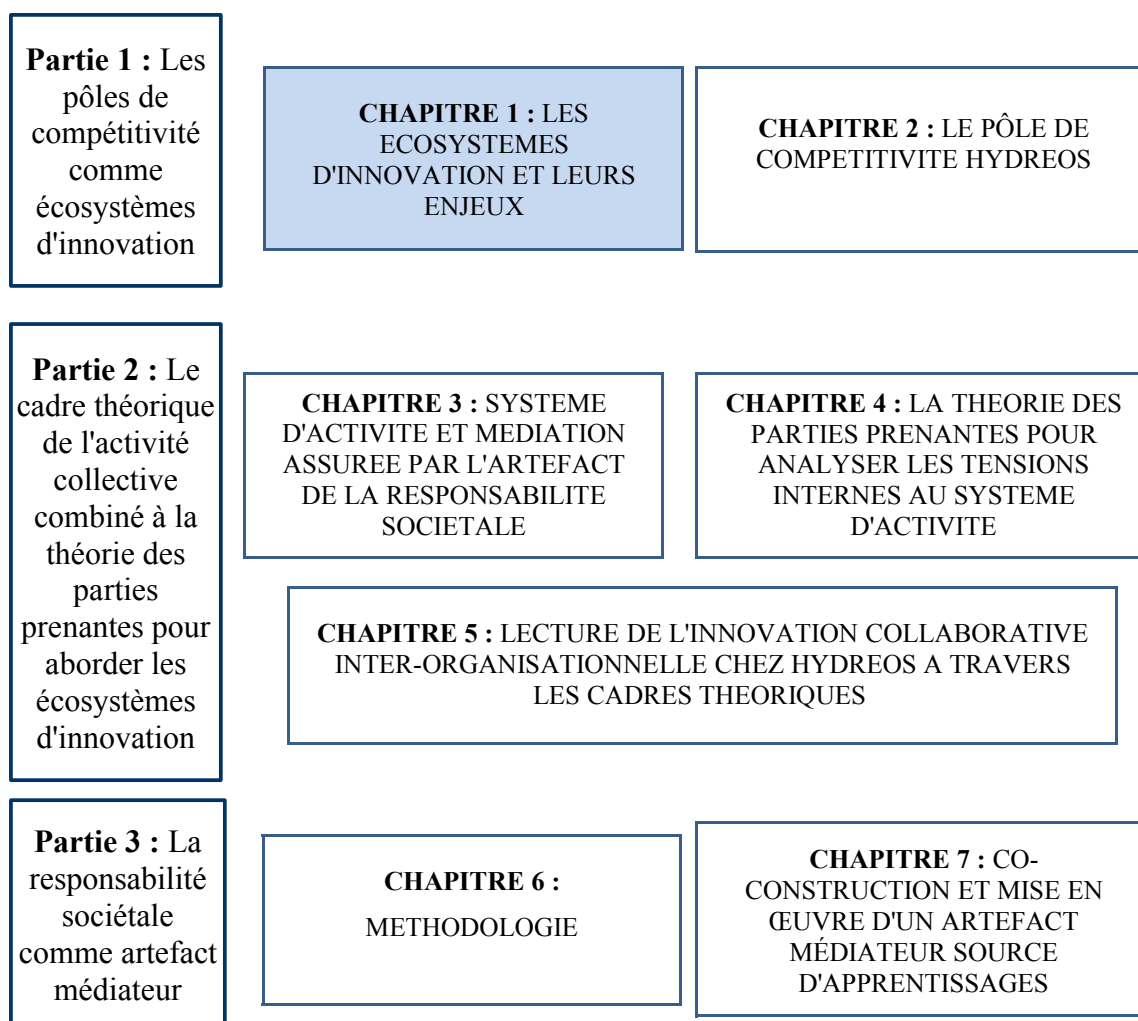 Partie 1 : Les
pôles de
compétitivité
comme
écosystèmes
d'innovation
CHAPITRE 1 : LES
ECOSYSTEMES
D'INNOVATION ET LEURS
ENJEUX
CHAPITRE 2 : LE PÔLE DE
COMPETITIVITE HYDREOS
Partie 2 : Le
cadre théorique
de l'activité
collective
combiné à la
théorie des
parties
prenantes pour
aborder les
écosystèmes
d'innovation
CHAPITRE 3 : SYSTEME
D'ACTIVITE ET MEDIATION
ASSUREE PAR L'ARTEFACT
DE LA RESPONSABILITE
SOCIETALE
CHAPITRE 4 : LA THEORIE DES
PARTIES PRENANTES POUR
ANALYSER LES TENSIONS
INTERNES AU SYSTEME
D'ACTIVITE
CHAPITRE 5 : LECTURE DE L'INNOVATION COLLABORATIVE
INTER-ORGANISATIONNELLE CHEZ HYDREOS A TRAVERS
LES CADRES THEORIQUES
Partie 3 : La
responsabilité
sociétale
comme artefact
médiateur
CHAPITRE 6 :
METHODOLOGIE
CHAPITRE 7 : CO-
CONSTRUCTION ET MISE EN
ŒUVRE D'UN ARTEFACT
MÉDIATEUR SOURCE
D'APPRENTISSAGES